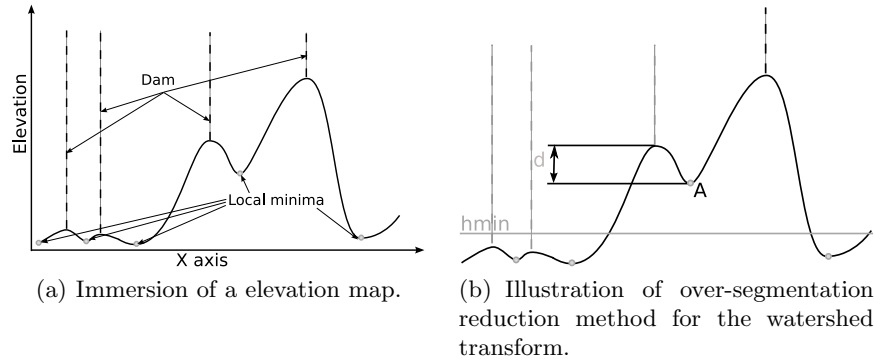 Elevation
Dam
Local minima
X axis
(a) Immersion of a elevation map.
d
A
hmin
(b) Illustration of over-segmentation
reduction method for the watershed
transform.